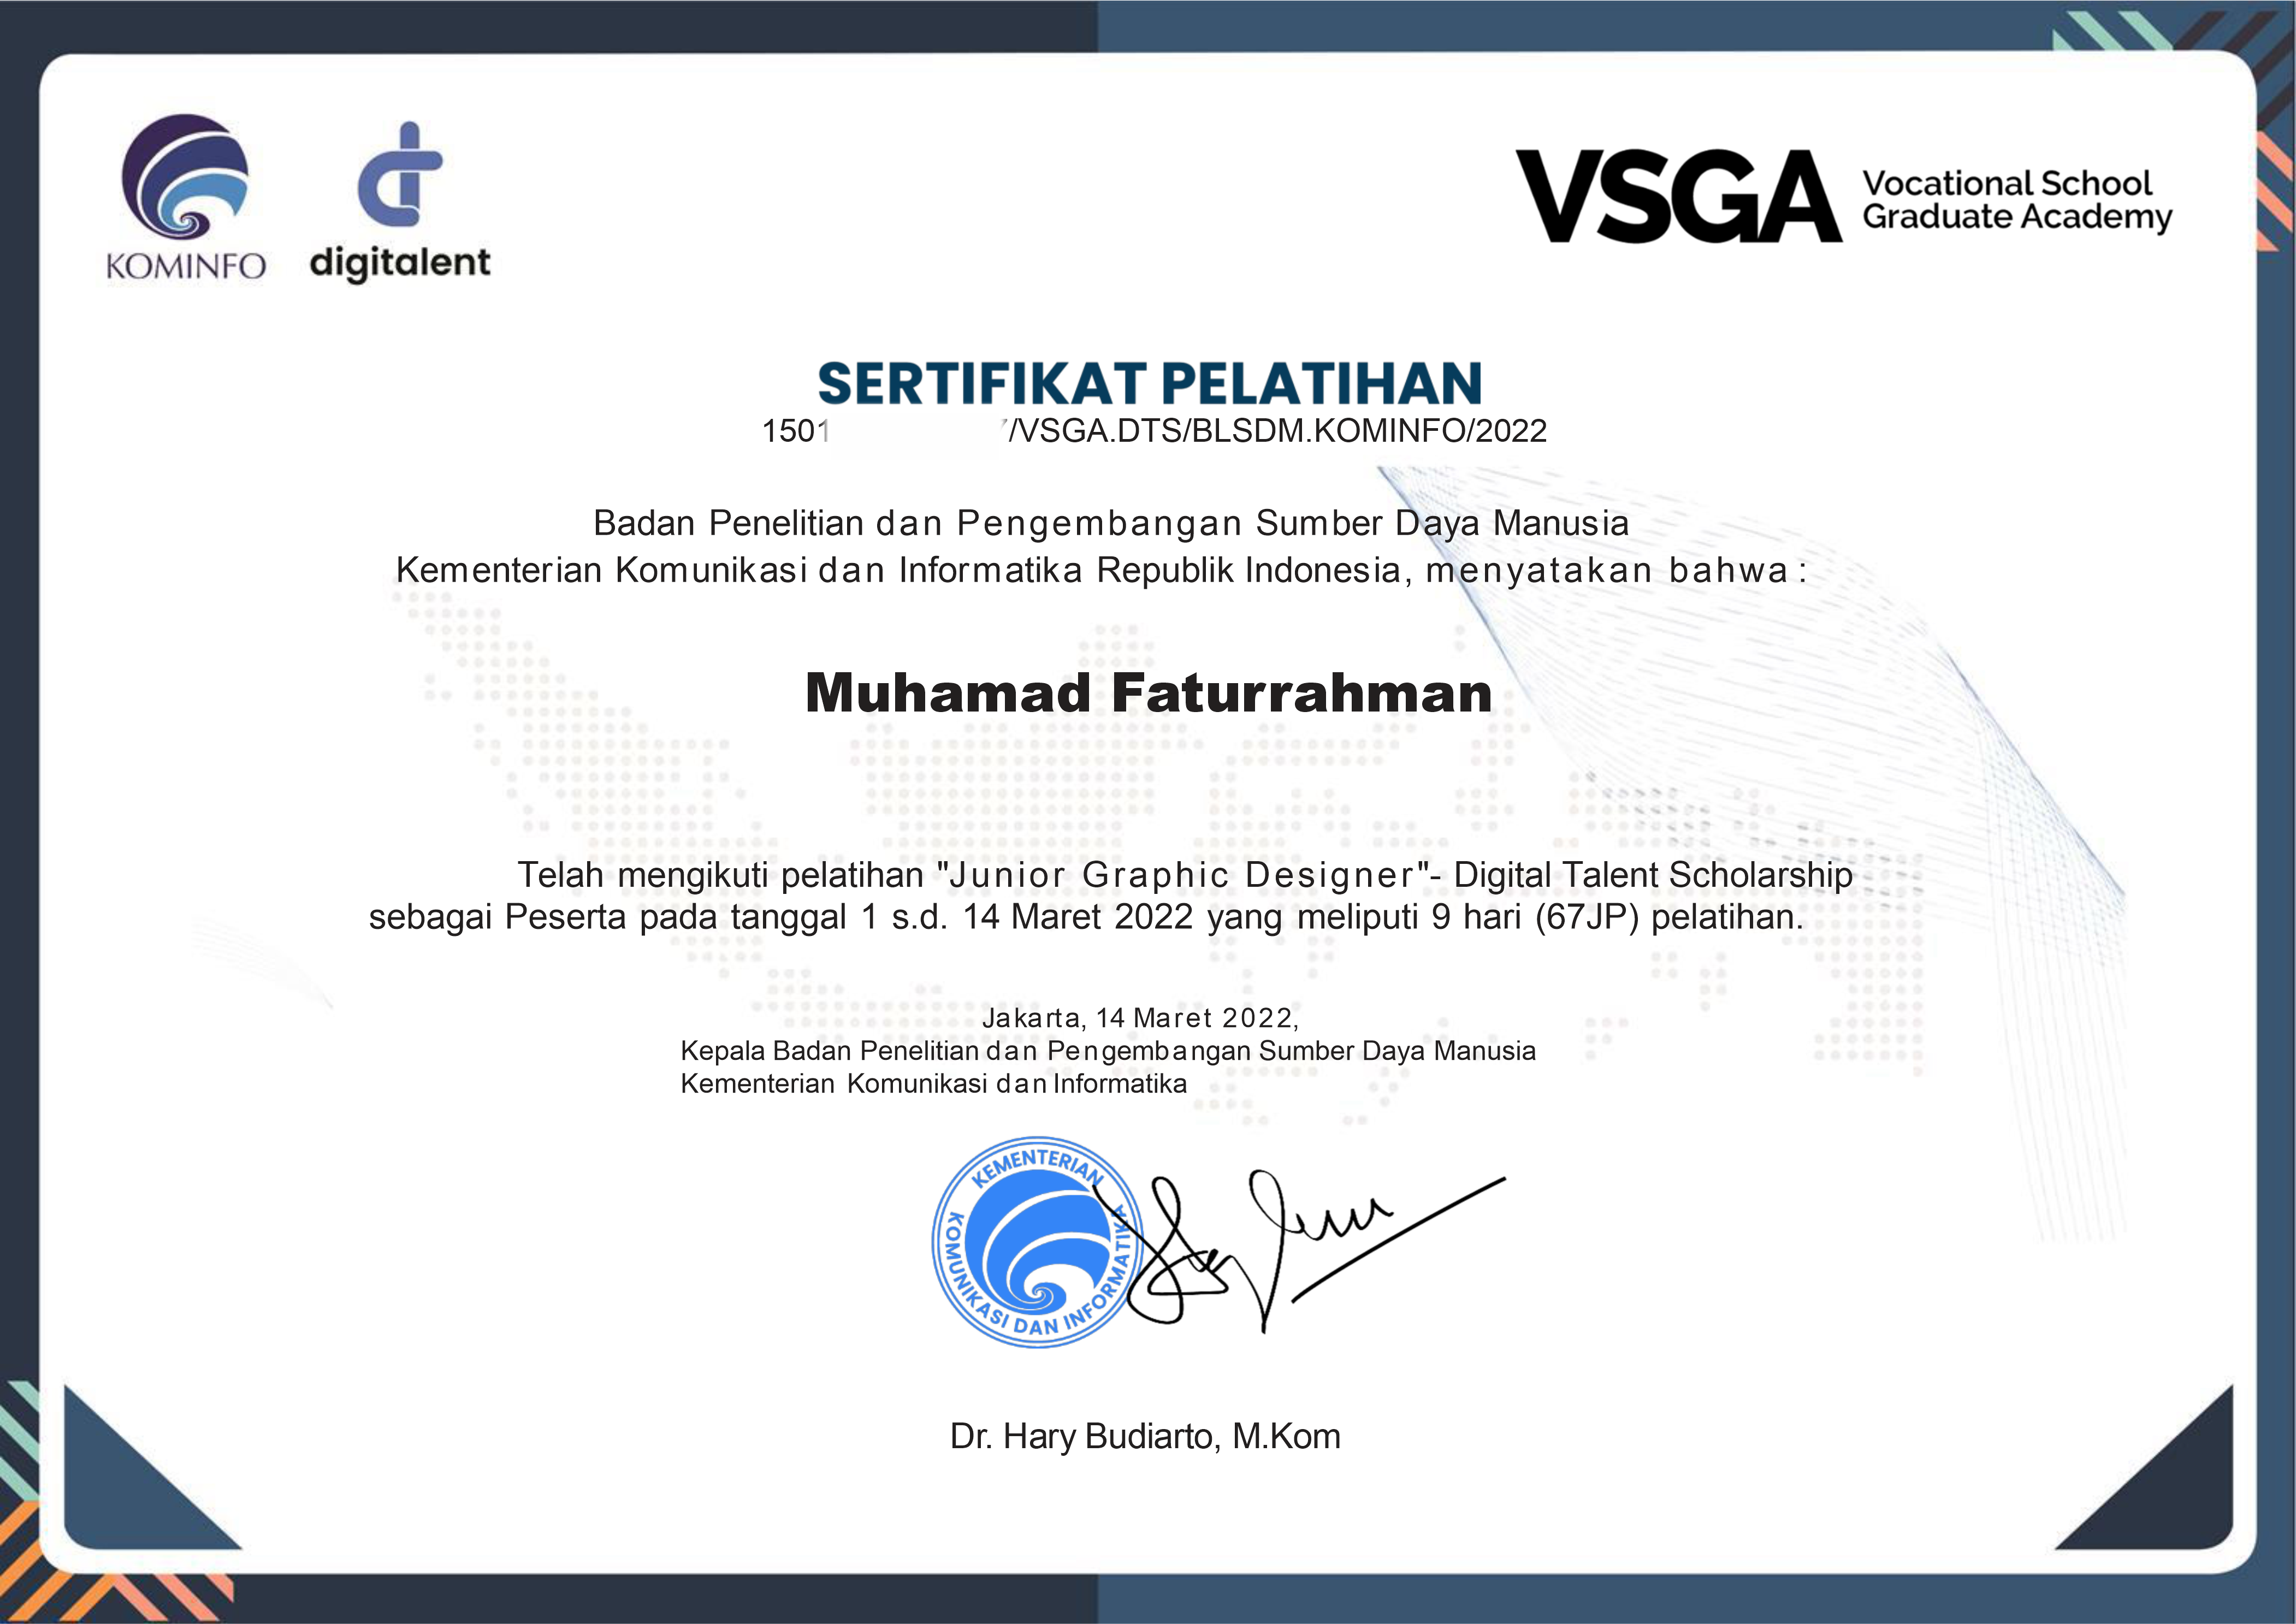 KOMINFO
digitalent
VSGA
Vocational School
Graduate Academy
SERTIFIKAT PELATIHAN
1501 /VSGA.DTS/BLSDM.KOMINFO/2022
Badan Penelitian dan Pengembangan Sumber Daya Manusia
Kementerian Komunikasi dan Informatika Republik Indonesia, menyatakan bahwa :
Muhamad Faturrahman
Telah mengikuti pelatihan "Junior Graphic Designer"- Digital Talent Scholarship
sebagai Peserta pada tanggal 1 s.d. 14 Maret 2022 yang meliputi 9 hari (67JP) pelatihan.
Jakarta, 14 Maret 2022,
Kepala Badan Penelitian dan Pengembangan Sumber Daya Manusia
Kementerian Komunikasi dan Informatika
KEMENTERIAN
KOMUNIKASI DAN INFORMATIKA
Dr. Hary Budiarto, M.Kom